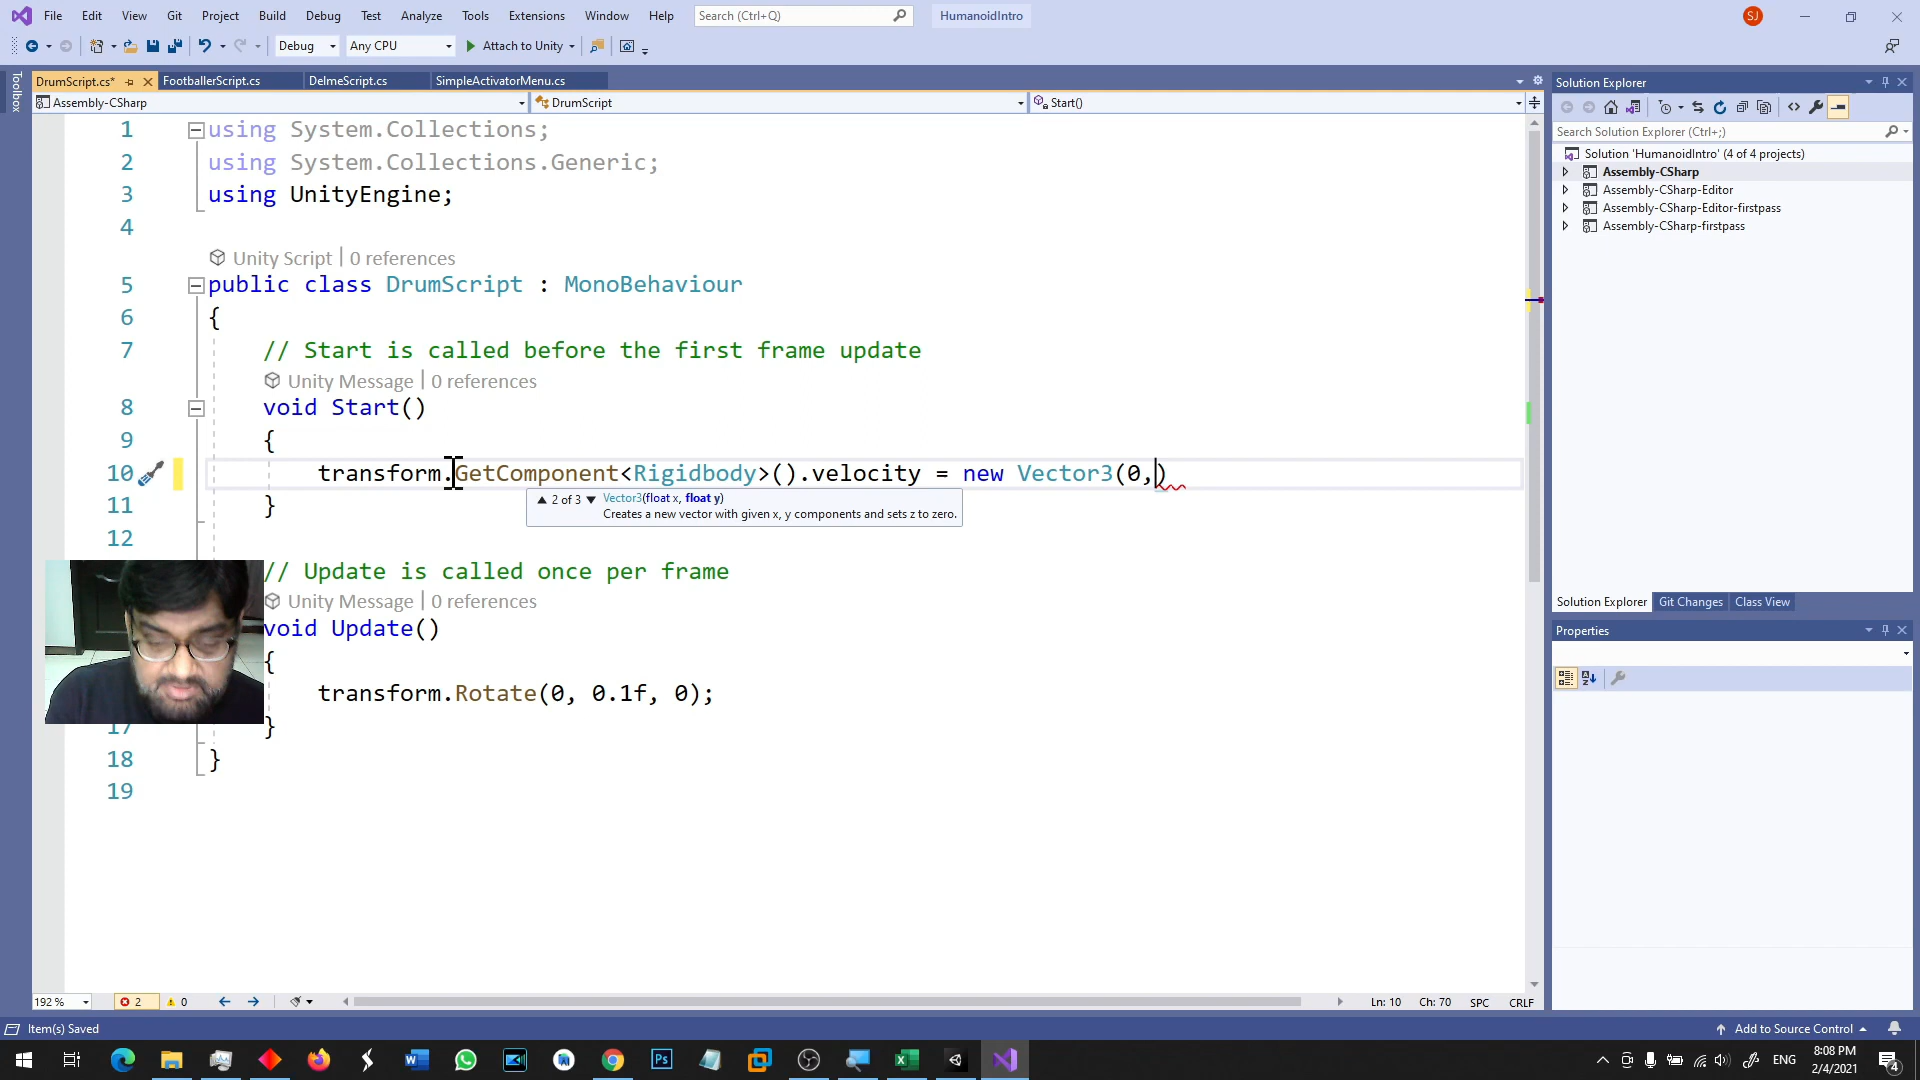 File Edit View Git Project Build Debug Test Analyze Tools Extensions Window Help Search (Ctrl+Q) HumanoidIntro SJ
Debug Any CPU Attach to Unity
Toolbox
DrumScript.cs* FootballerScript.cs DelmeScript.cs SimpleActivatorMenu.cs
Assembly-CSharp DrumScript Start()
1 using System.Collections;
2 using System.Collections.Generic;
3 using UnityEngine;
4
Unity Script | 0 references
5 public class DrumScript : MonoBehaviour
6 {
7 // Start is called before the first frame update
Unity Message | 0 references
8 void Start()
9 {
10 transform.GetComponent<Rigidbody>().velocity = new Vector3(0,)
2 of 3 Vector3(float x, float y)
Creates a new vector with given x, y components and sets z to zero.
11 }
12
// Update is called once per frame
Unity Message | 0 references
void Update()
{
transform.Rotate(0, 0.1f, 0);
17 }
18 }
19
192 % 2 0 Ln: 10 Ch: 70 SPC CRLF
Solution Explorer
Search Solution Explorer (Ctrl+;)
Solution 'HumanoidIntro' (4 of 4 projects)
Assembly-CSharp
Assembly-CSharp-Editor
Assembly-CSharp-Editor-firstpass
Assembly-CSharp-firstpass
Solution Explorer Git Changes Class View
Properties
Item(s) Saved Add to Source Control
ENG 8:08 PM
2/4/2021
4